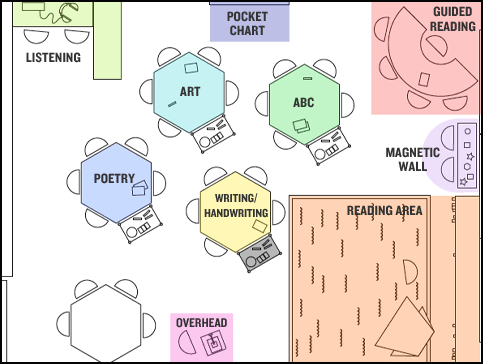 LISTENING
POCKET
CHART
GUIDED
READING
ART
ABC
MAGNETIC
WALL
POETRY
WRITING/
HANDWRITING
READING AREA
OVERHEAD